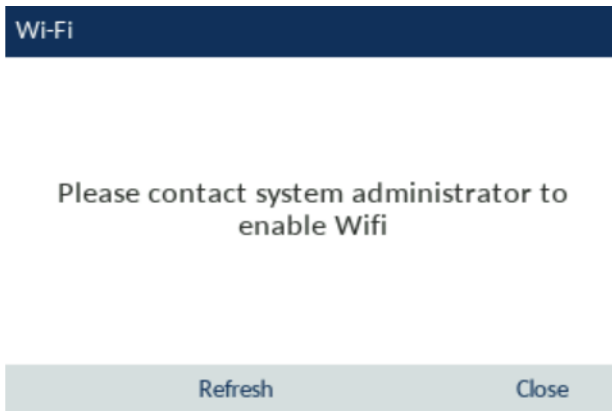 Wi-Fi
Please contact system administrator to
enable Wifi
Refresh
Close